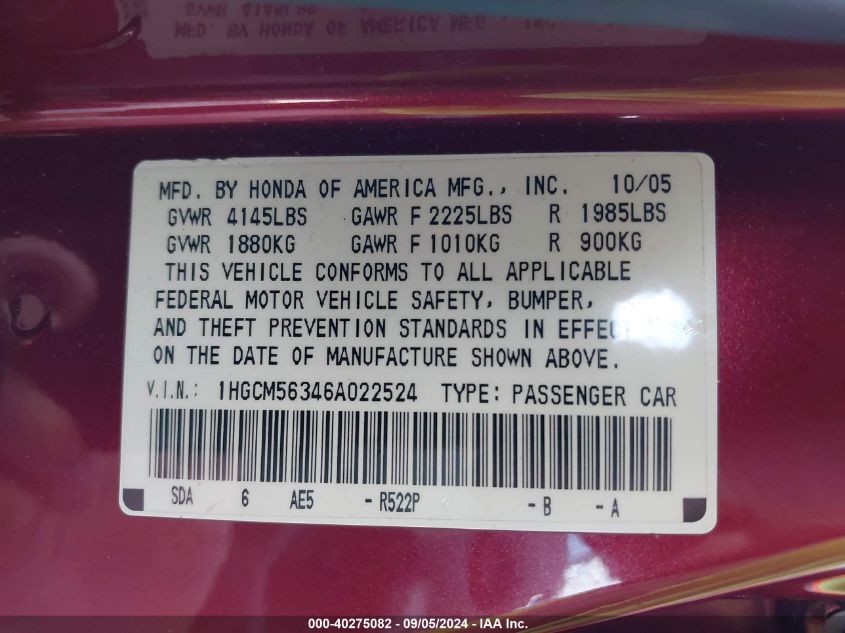 MFD. BY HONDA OF AMERICA MFG., INC. 10/05
GVWR 4145LBS GAWR F 2225LBS R 1985LBS
GVWR 1880KG GAWR F 1010KG R 900KG
THIS VEHICLE CONFORMS TO ALL APPLICABLE
FEDERAL MOTOR VEHICLE SAFETY, BUMPER,
AND THEFT PREVENTION STANDARDS IN EFFECT
ON THE DATE OF MANUFACTURE SHOWN ABOVE.
V.I.N.: 1HGCM56346A022524 TYPE: PASSENGER CAR
SDA 6 AE5 - R522P - B - A
000-40275082 - 09/05/2024 - IAA Inc.